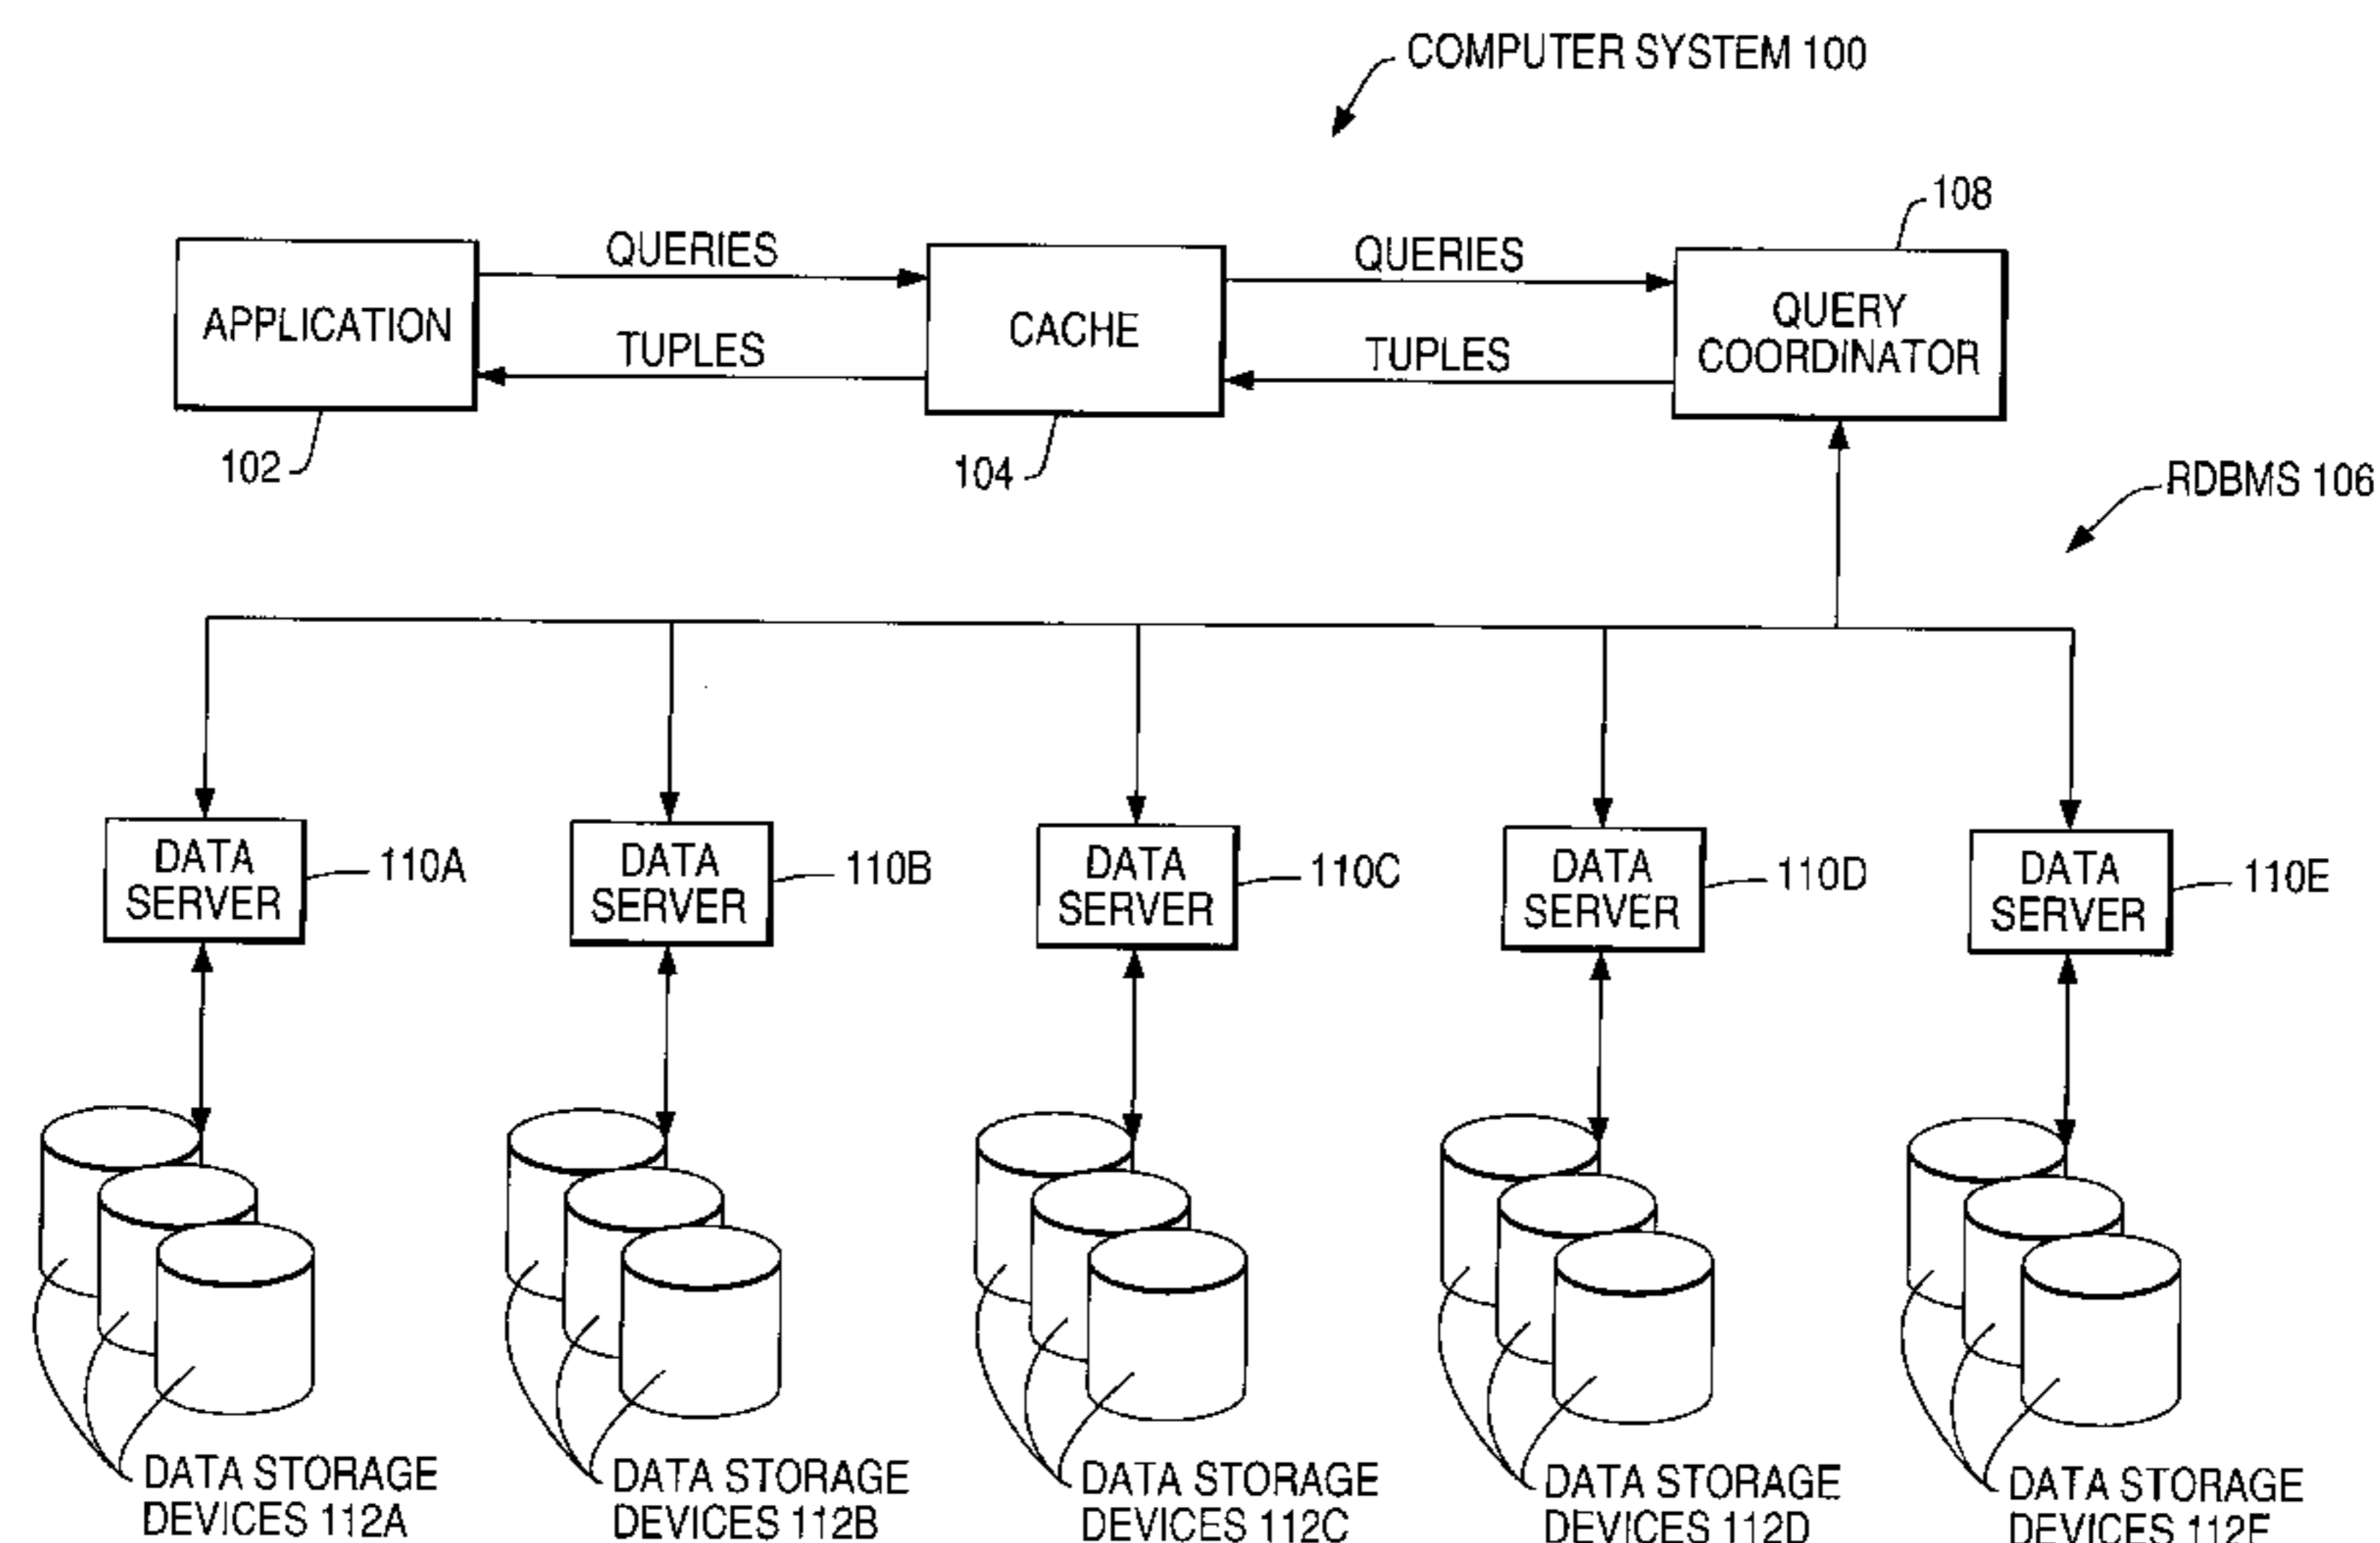 COMPUTER SYSTEM 100
108
QUERIES
QUERIES
APPLICATION
CACHE
QUERY
COORDINATOR
TUPLES
TUPLES
102
104
RDBMS 106
DATA
SERVER
110A
DATA
SERVER
110B
DATA
SERVER
110C
DATA
SERVER
110D
DATA
SERVER
110E
DATA STORAGE
DEVICES 112A
DATA STORAGE
DEVICES 112B
DATA STORAGE
DEVICES 112C
DATA STORAGE
DEVICES 112D
DATA STORAGE
DEVICES 112E